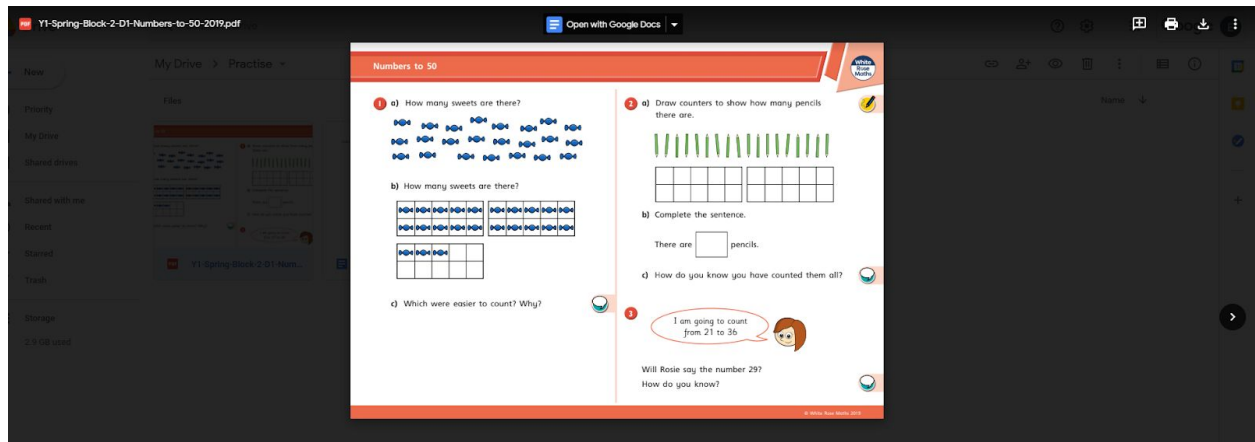 Y1-Spring-Block-2-D1-Numbers-to-50-2019.pdf
Open with Google Docs
New
My Drive > Practise
Name
Priority
Files
My Drive
Shared drives
Shared with me
Recent
Starred
Trash
Storage
2.9 GB used
Y1-Spring-Block-2-D1-Num...
Numbers to 50
White
Rose
Maths
1 a) How many sweets are there?
b) How many sweets are there?
c) Which were easier to count? Why?
2 a) Draw counters to show how many pencils
there are.
b) Complete the sentence.
There are
pencils.
c) How do you know you have counted them all?
3
I am going to count
from 21 to 36
Will Rosie say the number 29?
How do you know?
© White Rose Maths 2019